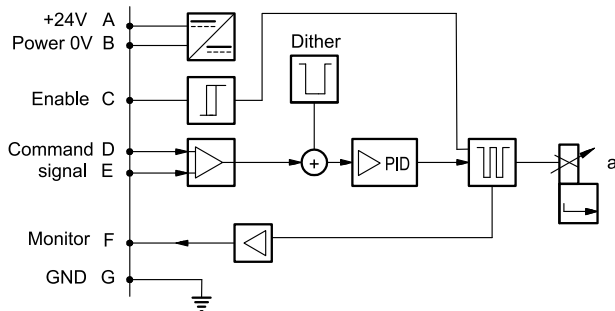 +24V A
Power 0V B
Dither
Enable C
Command D
signal E
PID
a
Monitor F
GND G